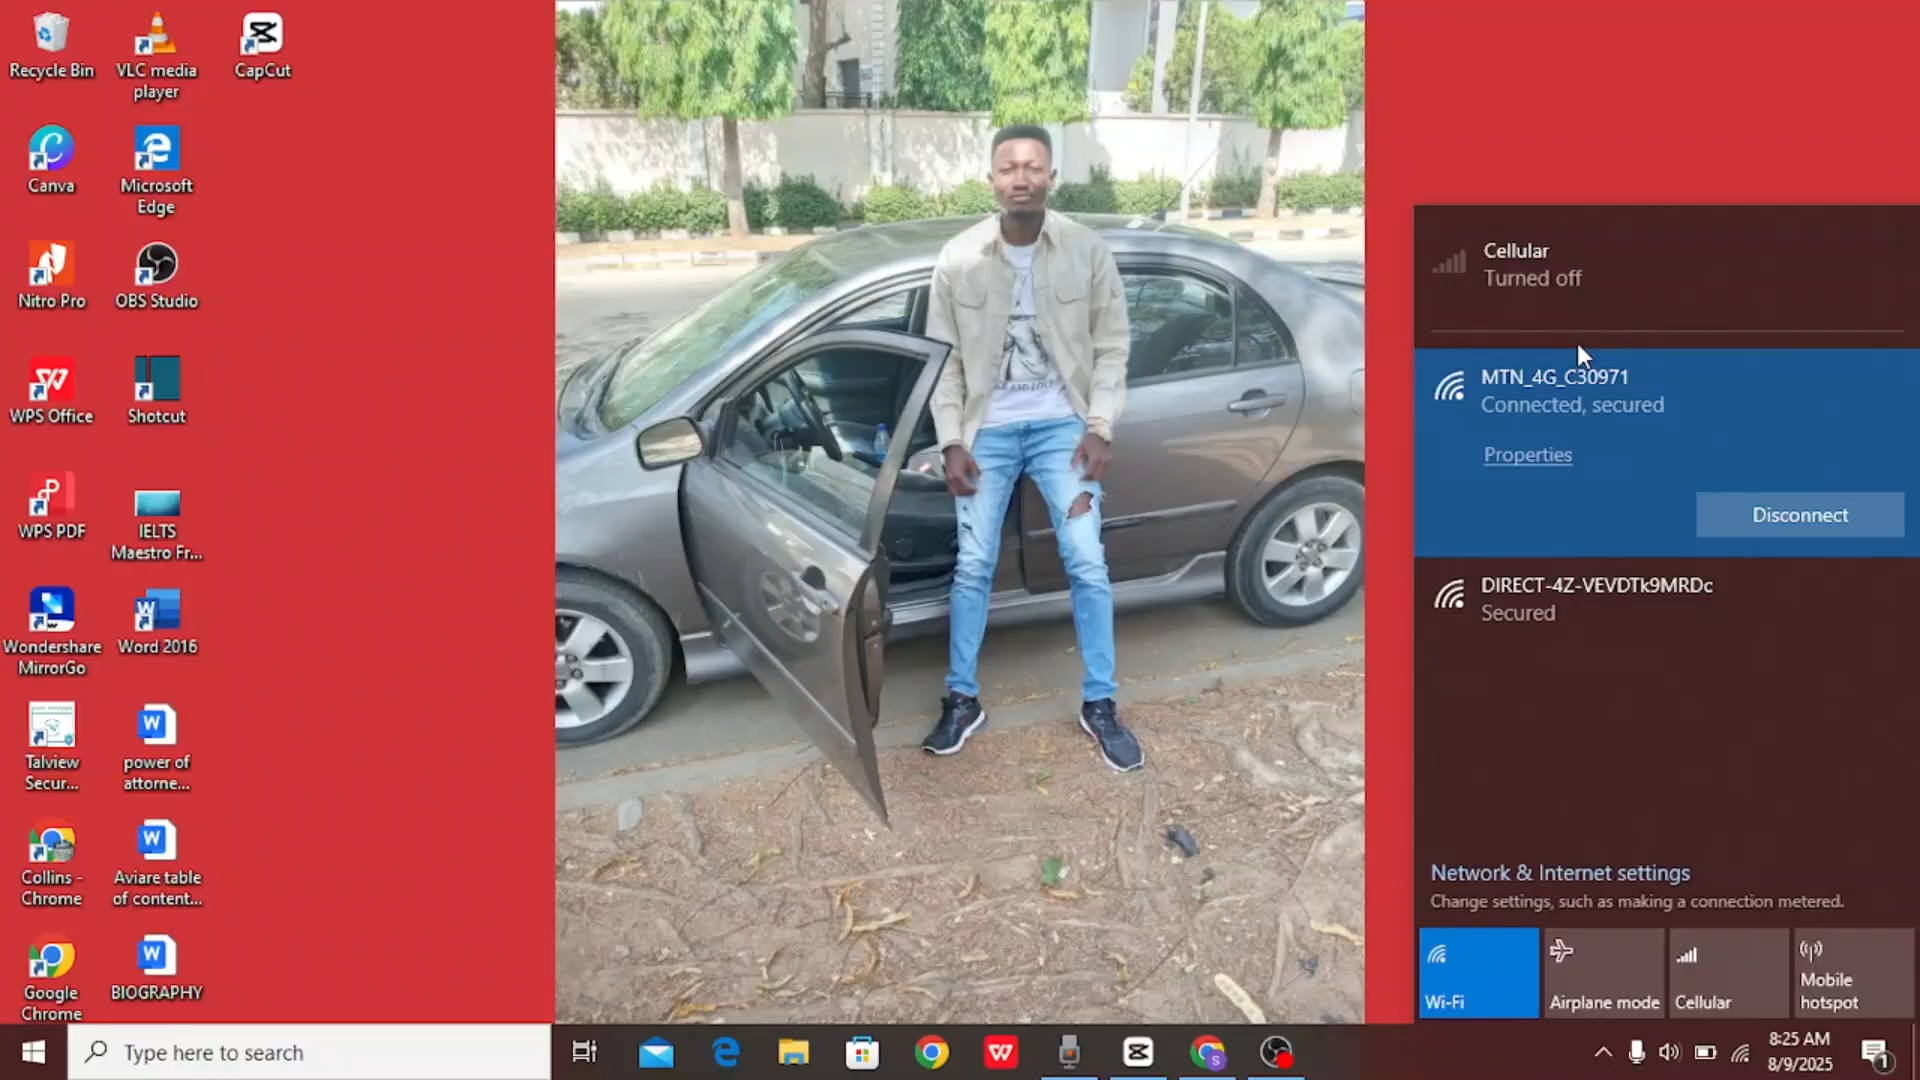 Recycle Bin
VLC media
player
CapCut
Canva
Microsoft
Edge
Nitro Pro
OBS Studio
WPS Office
Shotcut
WPS PDF
IELTS
Maestro Fr...
Wondershare
MirrorGo
Word 2016
Talview
Secur...
power of
attorne...
Collins -
Chrome
Aviare table
of content...
Google
Chrome
BIOGRAPHY
Cellular
Turned off
MTN_4G_C30971
Connected, secured
Properties
Disconnect
DIRECT-4Z-VEVDTk9MRDc
Secured
Network & Internet settings
Change settings, such as making a connection metered.
Wi-Fi
Airplane mode
Cellular
Mobile
hotspot
Type here to search
8:25 AM
8/9/2025
1